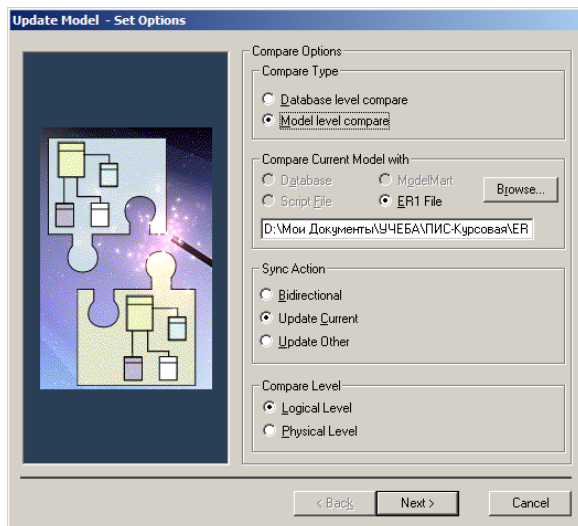 Update Model - Set Options
Compare Options
Compare Type
Database level compare
Model level compare
Compare Current Model with
Database
ModelMart
Script File
ER1 File
Browse...
D:\Мои Документы\УЧЕБА\ПИС-Курсовая\ER
Sync Action
Bidirectional
Update Current
Update Other
Compare Level
Logical Level
Physical Level
< Back
Next >
Cancel